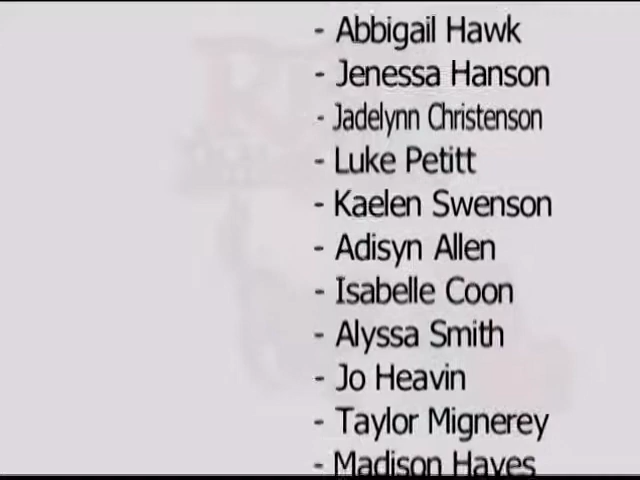 - Abbigail Hawk
- Jenessa Hanson
- Jadelynn Christenson
- Luke Petitt
- Kaelen Swenson
- Adisyn Allen
- Isabelle Coon
- Alyssa Smith
- Jo Heavin
- Taylor Mignerey
- Madison Hayes